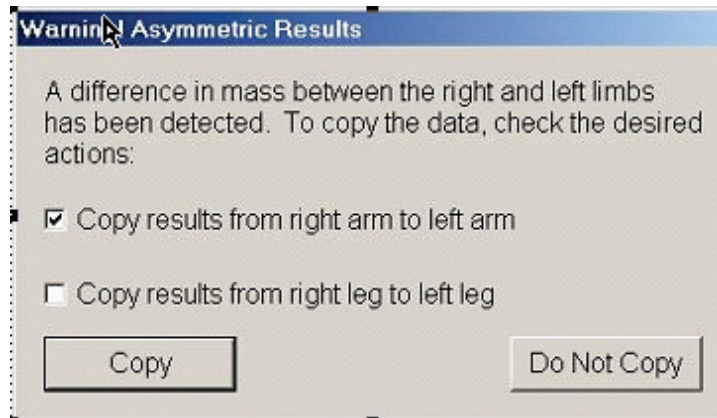 Warning Asymmetric Results
A difference in mass between the right and left limbs
has been detected. To copy the data, check the desired
actions:
Copy results from right arm to left arm
Copy results from right leg to left leg
Copy
Do Not Copy